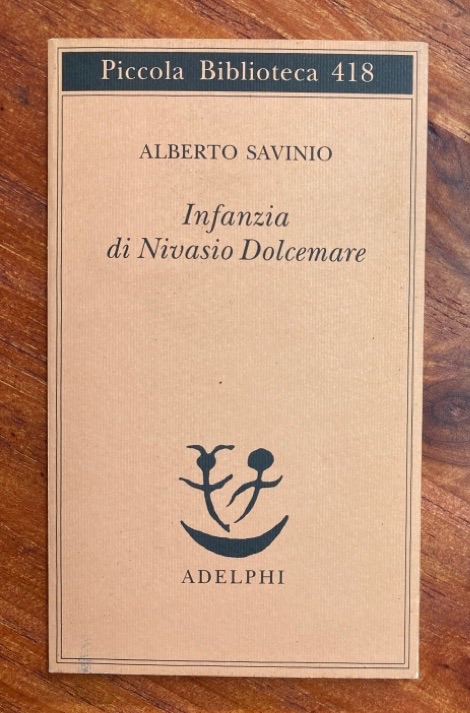 Piccola Biblioteca 418
ALBERTO SAVINIO
Infanzia
di Nivasio Dolcemare
ADELPHI